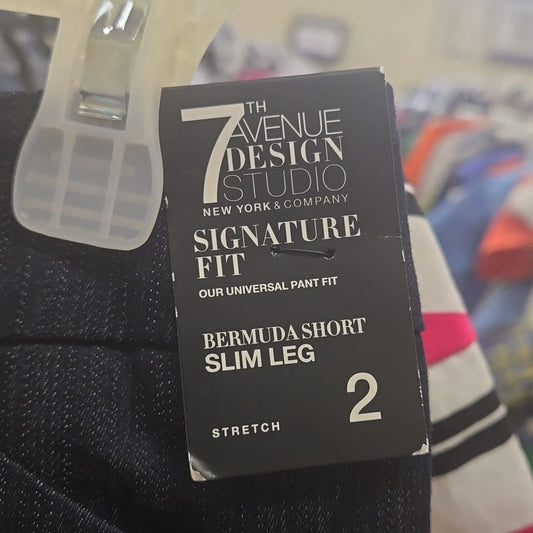 7TH
AVENUE
DESIGN
STUDIO
NEW YORK & COMPANY
SIGNATURE
FIT
OUR UNIVERSAL PANT FIT
BERMUDA SHORT
SLIM LEG
2
STRETCH